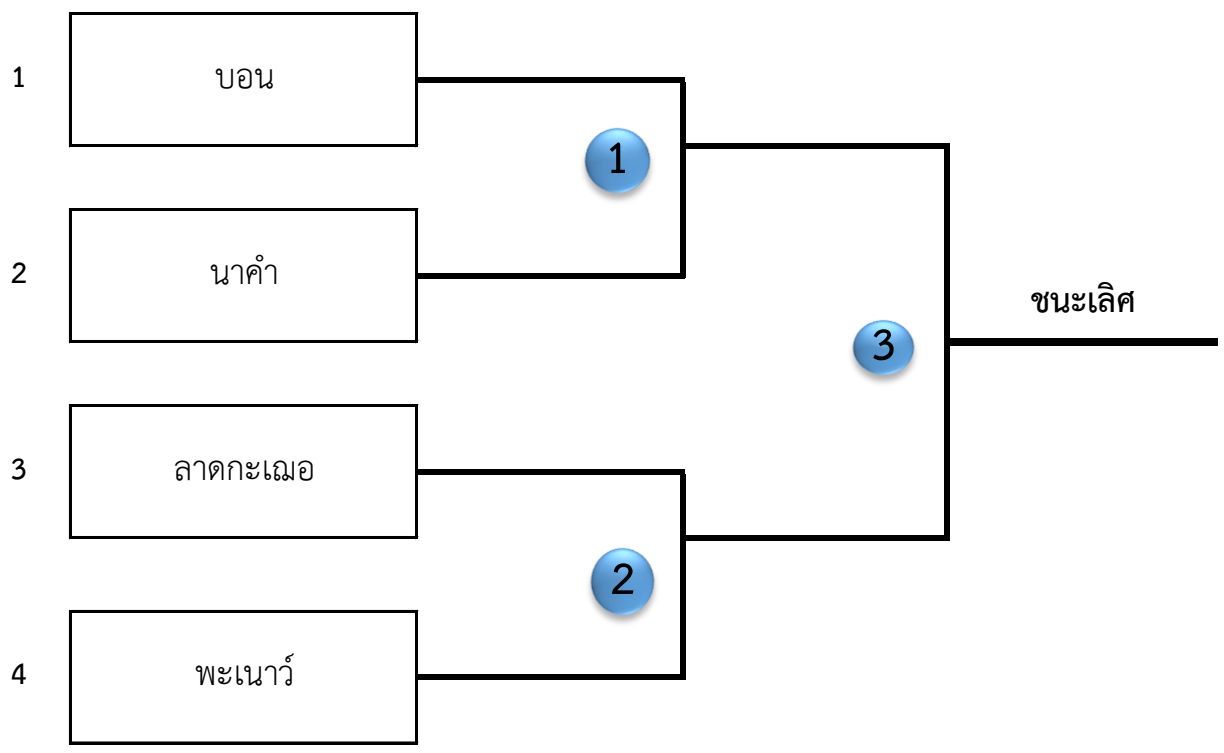 1 บอน
1
2 นาคำ
ชนะเลิศ
3
3 ลาดกะเฌอ
2
4 พะเนาว์